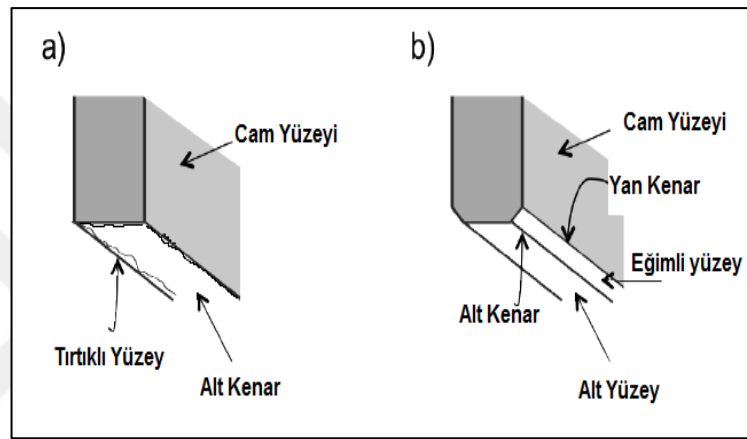 a)
Cam Yüzeyi
Tırtıklı Yüzey
Alt Kenar
b)
Cam Yüzeyi
Yan Kenar
Eğimli yüzey
Alt Kenar
Alt Yüzey